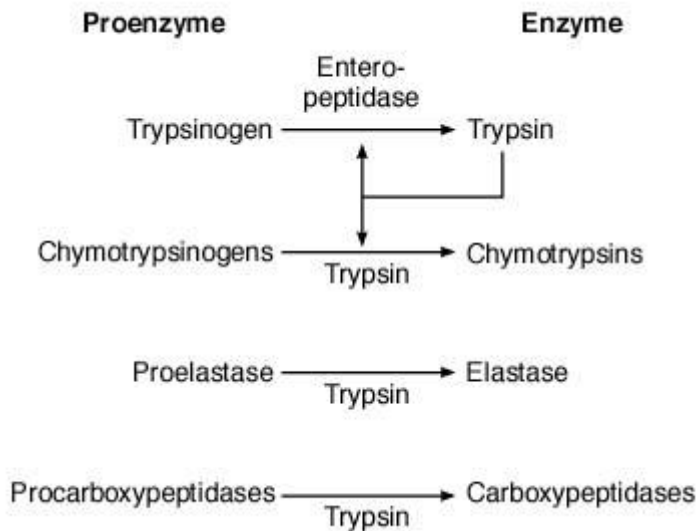 Proenzyme Enzyme
Entero-
peptidase
Trypsinogen Trypsin
Chymotrypsinogens Chymotrypsins
Trypsin
Proelastase Elastase
Trypsin
Procarboxypeptidases Carboxypeptidases
Trypsin